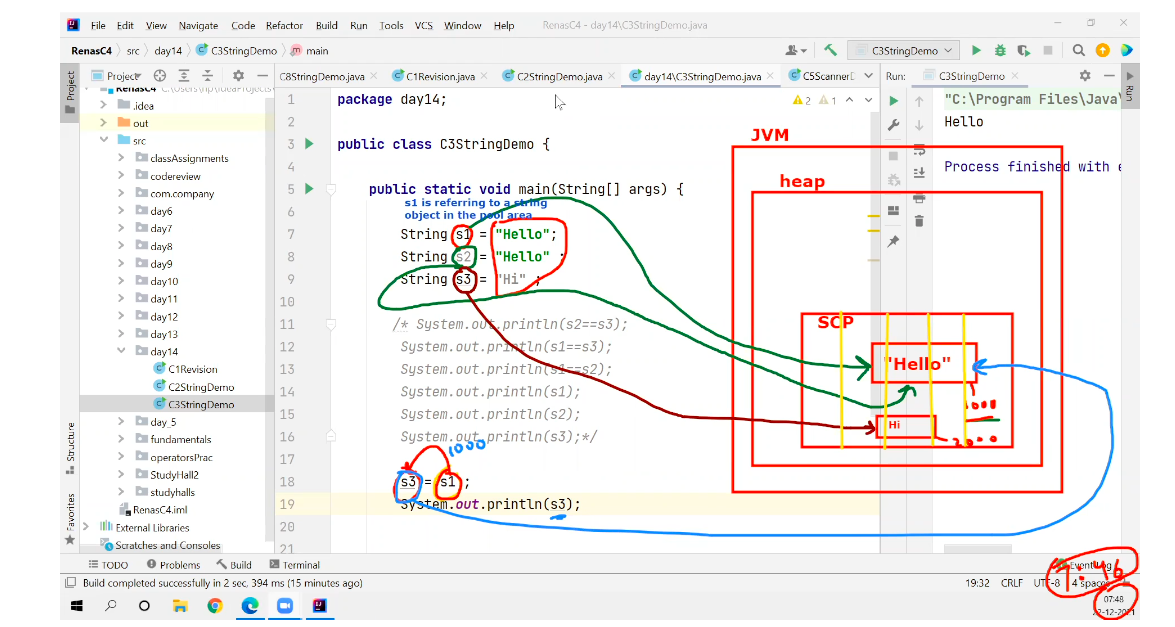 File Edit View Navigate Code Refactor Build Run Tools VCS Window Help RenasC4 - day14\C3StringDemo.java
RenasC4 src day14 C3StringDemo main C3StringDemo
Project C8StringDemo.java C1Revision.java C2StringDemo.java day14\C3StringDemo.java C5ScannerD Run: C3StringDemo
Project
Structure
Favorites
Run
RenasC4
.idea
out
src
classAssignments
codereview
com.company
day6
day7
day8
day9
day10
day11
day12
day13
day14
C1Revision
C2StringDemo
C3StringDemo
day_5
fundamentals
operatorsPrac
StudyHall2
studyhalls
RenasC4.iml
External Libraries
Scratches and Consoles
1 package day14;
2
3 public class C3StringDemo {
4
5 public static void main(String[] args) {
s1 is referring to a string
6 object in the pool area
7 String s1 = "Hello";
8 String s2 = "Hello" ;
9 String s3 = "Hi" ;
10
11 /* System.out.println(s2==s3);
12 System.out.println(s1==s3);
13 System.out.println(s1==s2);
14 System.out.println(s1);
15 System.out.println(s2);
16 System.out.println(s3);*/
17 1000
18 s3 = s1 ;
19 System.out.println(s3);
20
21
2 1
"C:\Program Files\Java\
Hello
Process finished with e
JVM
heap
SCP
"Hello"
1000
Hi
2000
TODO Problems Build Terminal Event Log
Build completed successfully in 2 sec, 394 ms (15 minutes ago) 19:32 CRLF UTF-8 4 spaces
7:46
07:48
22-12-2021